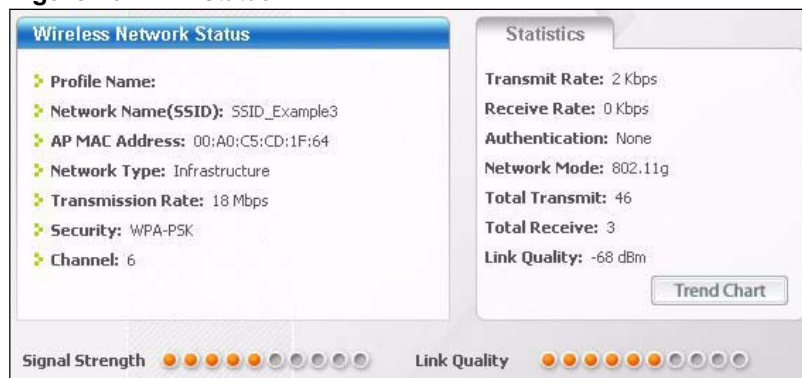 Wireless Network Status
Profile Name:
Network Name(SSID): SSID_Example3
AP MAC Address: 00:A0:C5:CD:1F:64
Network Type: Infrastructure
Transmission Rate: 18 Mbps
Security: WPA-PSK
Channel: 6
Statistics
Transmit Rate: 2 Kbps
Receive Rate: 0 Kbps
Authentication: None
Network Mode: 802.11g
Total Transmit: 46
Total Receive: 3
Link Quality: -68 dBm
Trend Chart
Signal Strength
Link Quality